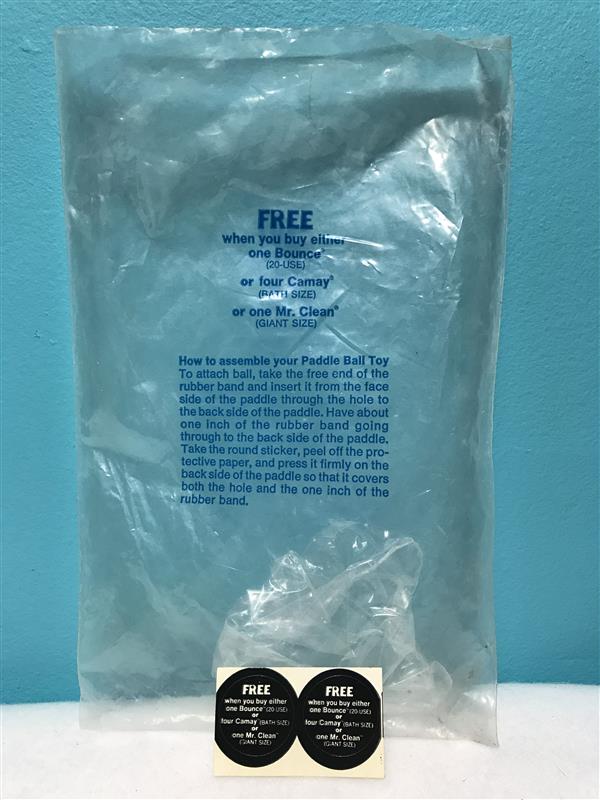 FREE
when you buy either
one Bounce®
(20-USE)
or four Camay®
(BATH SIZE)
or one Mr. Clean®
(GIANT SIZE)
How to assemble your Paddle Ball Toy
To attach ball, take the free end of the
rubber band and insert it from the face
side of the paddle through the hole to
the back side of the paddle. Have about
one inch of the rubber band going
through to the back side of the paddle.
Take the round sticker, peel off the pro-
tective paper, and press it firmly on the
back side of the paddle so that it covers
both the hole and the one inch of the
rubber band.
FREE
when you buy either
one Bounce® (20-USE)
or
four Camay® (BATH SIZE)
or
one Mr. Clean®
(GIANT SIZE)
FREE
when you buy either
one Bounce® (20-USE)
or
four Camay® (BATH SIZE)
or
one Mr. Clean®
(GIANT SIZE)